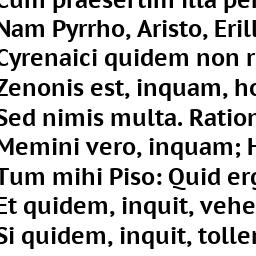 Cum praesertim illa per
Nam Pyrrho, Aristo, Erill
Cyrenaici quidem non r
Zenonis est, inquam, ho
Sed nimis multa. Ration
Memini vero, inquam; H
Tum mihi Piso: Quid erg
Et quidem, inquit, vehe
Si quidem, inquit, toller